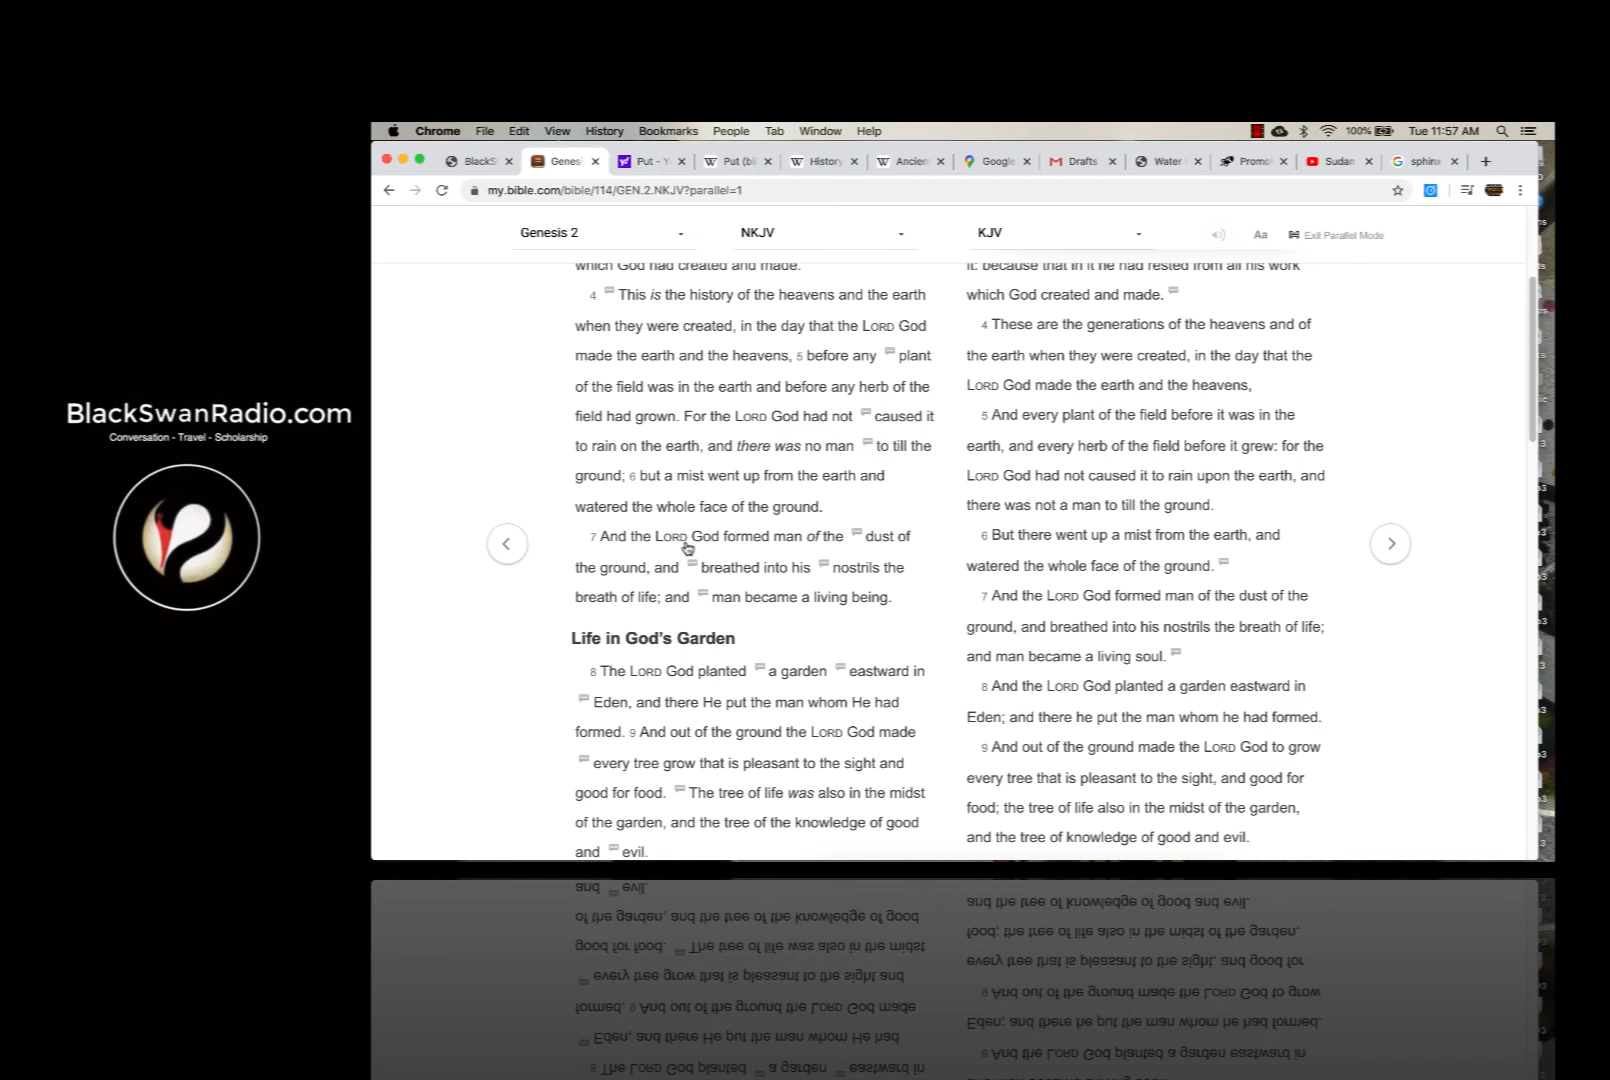 Chrome File Edit View History Bookmarks People Tab Window Help 100% Tue 11:57 AM
BlackS Genesi Put - Y Put (bi History Ancien Google Drafts Water Promo Sudan sphinx
my.bible.com/bible/114/GEN.2.NKJV?parallel=1
Genesis 2 NKJV KJV Aa Exit Parallel Mode
which God had created and made.
4 This is the history of the heavens and the earth
when they were created, in the day that the LORD God
made the earth and the heavens, 5 before any plant
of the field was in the earth and before any herb of the
field had grown. For the LORD God had not caused it
to rain on the earth, and there was no man to till the
ground; 6 but a mist went up from the earth and
watered the whole face of the ground.
7 And the LORD God formed man of the dust of
the ground, and breathed into his nostrils the
breath of life; and man became a living being.
Life in God's Garden
8 The LORD God planted a garden eastward in
Eden, and there He put the man whom He had
formed. 9 And out of the ground the LORD God made
every tree grow that is pleasant to the sight and
good for food. The tree of life was also in the midst
of the garden, and the tree of the knowledge of good
and evil.
it: because that in it he had rested from all his work
which God created and made.
4 These are the generations of the heavens and of
the earth when they were created, in the day that the
LORD God made the earth and the heavens,
5 And every plant of the field before it was in the
earth, and every herb of the field before it grew: for the
LORD God had not caused it to rain upon the earth, and
there was not a man to till the ground.
6 But there went up a mist from the earth, and
watered the whole face of the ground.
7 And the LORD God formed man of the dust of the
ground, and breathed into his nostrils the breath of life;
and man became a living soul.
8 And the LORD God planted a garden eastward in
Eden; and there he put the man whom he had formed.
9 And out of the ground made the LORD God to grow
every tree that is pleasant to the sight, and good for
food; the tree of life also in the midst of the garden,
and the tree of knowledge of good and evil.
BlackSwanRadio.com
Conversation - Travel - Scholarship